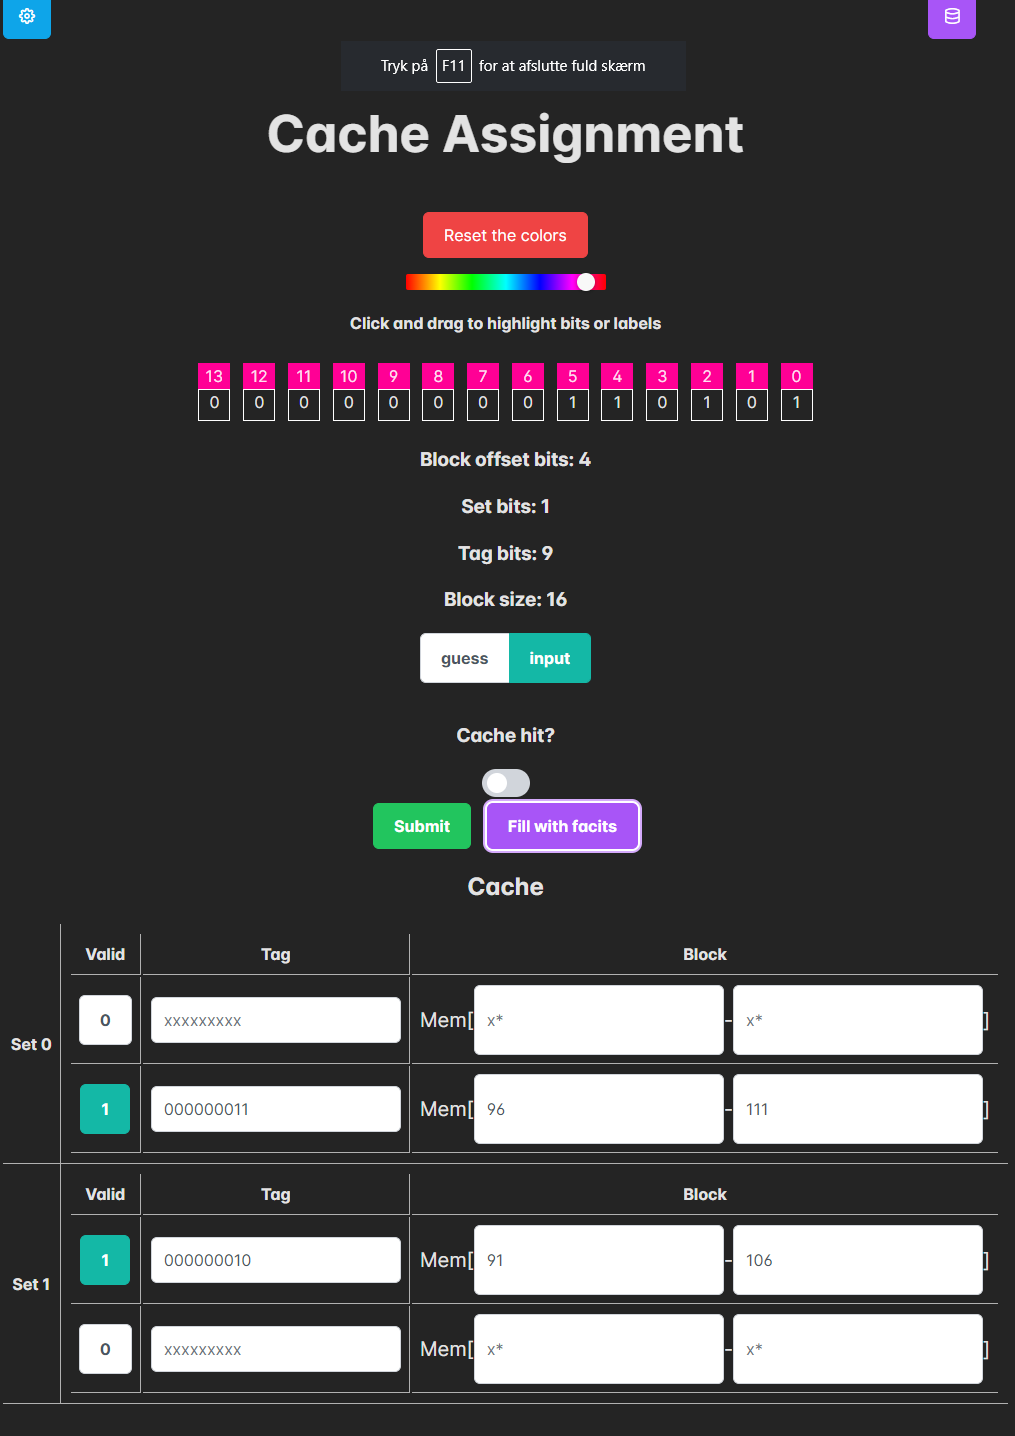 Tryk på F11 for at afslutte fuld skærm
Cache Assignment
Reset the colors
Click and drag to highlight bits or labels
13 12 11 10 9 8 7 6 5 4 3 2 1 0
0 0 0 0 0 0 0 0 1 1 0 1 0 1
Block offset bits: 4
Set bits: 1
Tag bits: 9
Block size: 16
guess input
Cache hit?
Submit Fill with facits
Cache
Valid Tag Block
0 xxxxxxxxx Mem[ x* - x* ]
Set 0
1 000000011 Mem[ 96 - 111 ]
Valid Tag Block
1 000000010 Mem[ 91 - 106 ]
Set 1
0 xxxxxxxxx Mem[ x* - x* ]